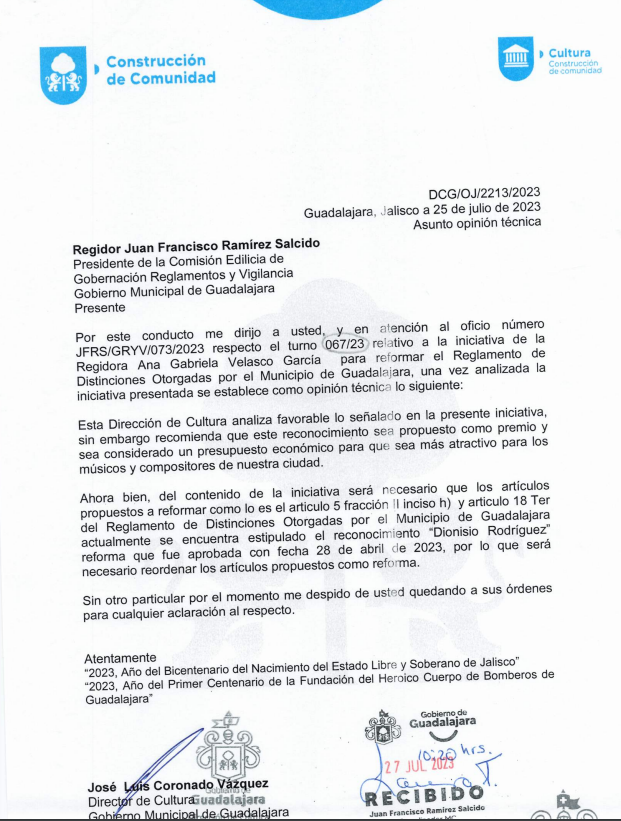 Construcción
de Comunidad
Cultura
Construcción
de comunidad
DCG/OJ/2213/2023
Guadalajara, Jalisco a 25 de julio de 2023
Asunto opinión técnica
Regidor Juan Francisco Ramírez Salcido
Presidente de la Comisión Edilicia de
Gobernación Reglamentos y Vigilancia
Gobierno Municipal de Guadalajara
Presente
Por este conducto me dirijo a usted, y en atención al oficio número
JFRS/GRYV/073/2023 respecto el turno 067/23 relativo a la iniciativa de la
Regidora Ana Gabriela Velasco García para reformar el Reglamento de
Distinciones Otorgadas por el Municipio de Guadalajara, una vez analizada la
iniciativa presentada se establece como opinión técnica lo siguiente:
Esta Dirección de Cultura analiza favorable lo señalado en la presente iniciativa,
sin embargo recomienda que este reconocimiento sea propuesto como premio y
sea considerado un presupuesto económico para que sea más atractivo para los
músicos y compositores de nuestra ciudad.
Ahora bien, del contenido de la iniciativa será necesario que los artículos
propuestos a reformar como lo es el articulo 5 fracción II inciso h) y articulo 18 Ter
del Reglamento de Distinciones Otorgadas por el Municipio de Guadalajara
actualmente se encuentra estipulado el reconocimiento “Dionisio Rodríguez”
reforma que fue aprobada con fecha 28 de abril de 2023, por lo que será
necesario reordenar los artículos propuestos como reforma.
Sin otro particular por el momento me despido de usted quedando a sus órdenes
para cualquier aclaración al respecto.
Atentamente
“2023, Año del Bicentenario del Nacimiento del Estado Libre y Soberano de Jalisco”
“2023, Año del Primer Centenario de la Fundación del Heroico Cuerpo de Bomberos de
Guadalajara”
Gobierno de
Guadalajara
10:20 hrs.
27 JUL 2023
RECIBIDO
Juan Francisco Ramírez Salcido
José Luis Coronado Vázquez
Gobierno de
Director de Cultura
Guadalajara
Gobierno Municipal de Guadalajara